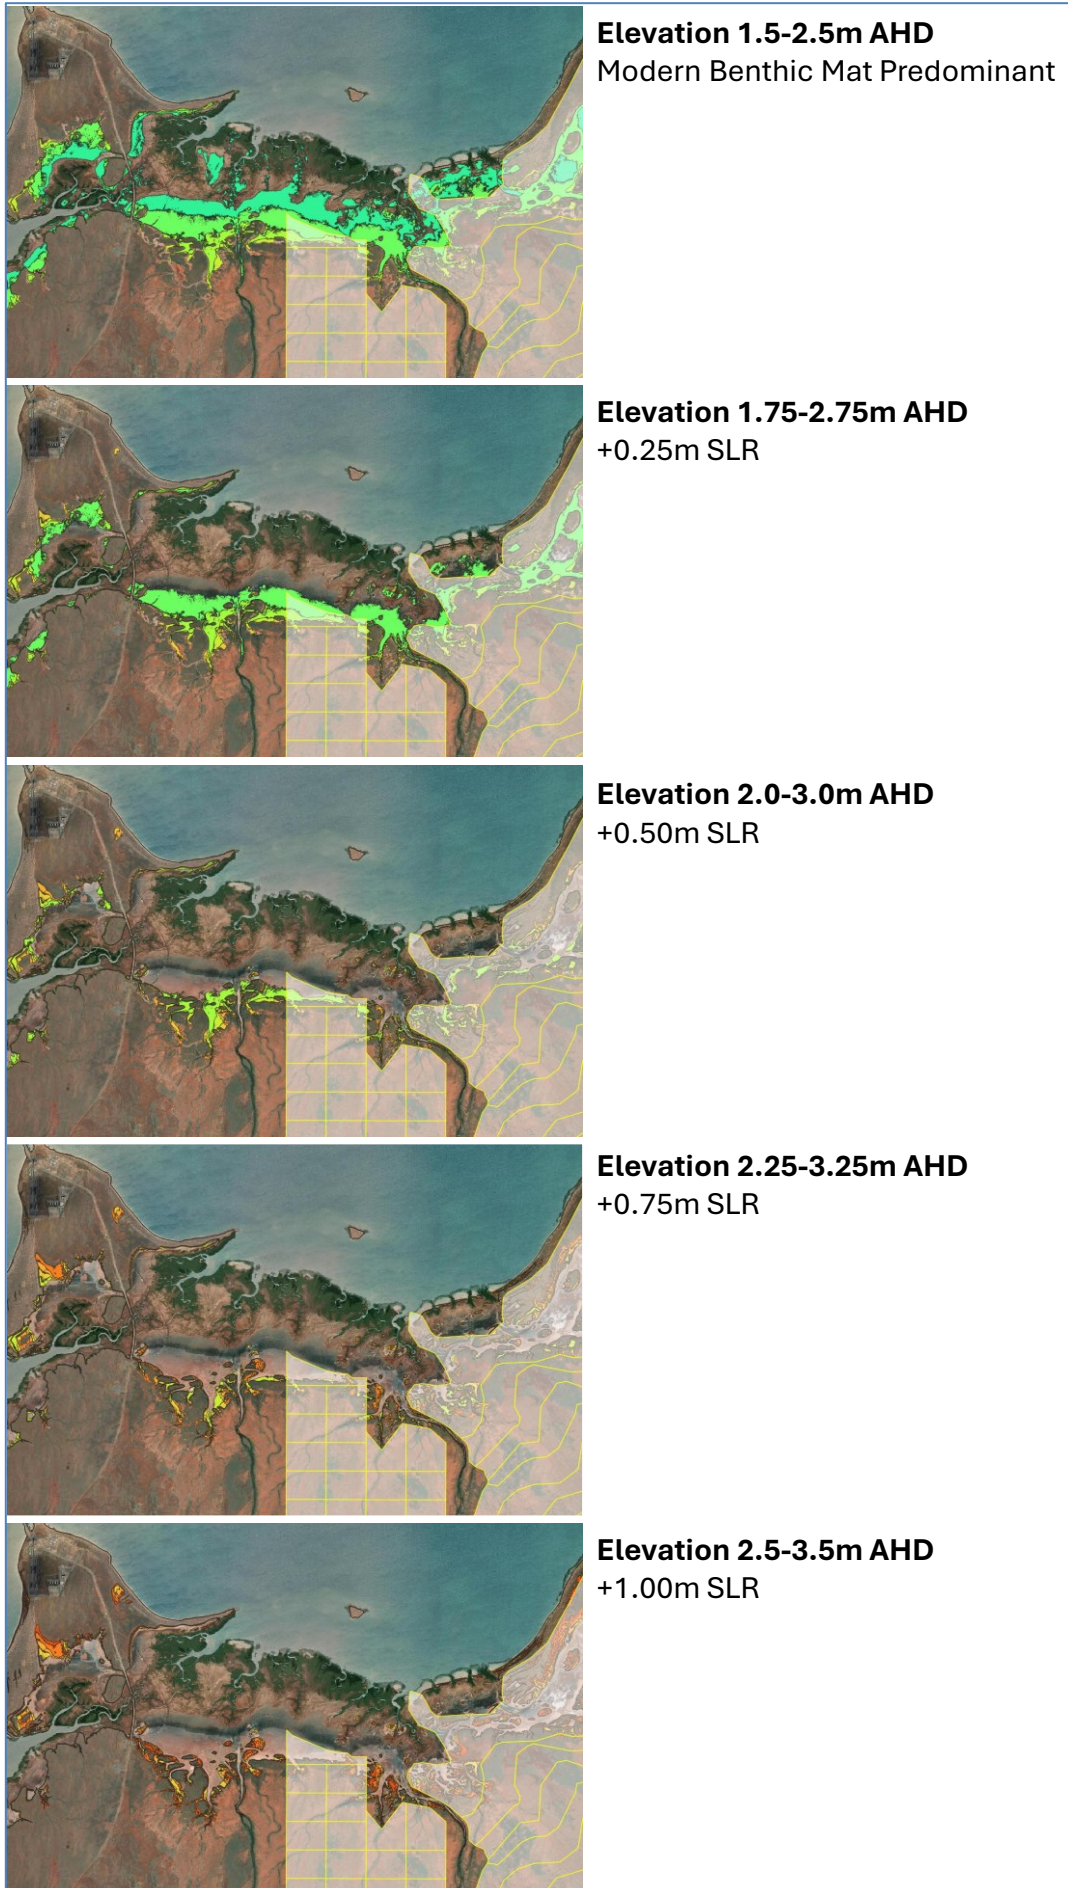 Elevation 1.5-2.5m AHD
Modern Benthic Mat Predominant
Elevation 1.75-2.75m AHD
+0.25m SLR
Elevation 2.0-3.0m AHD
+0.50m SLR
Elevation 2.25-3.25m AHD
+0.75m SLR
Elevation 2.5-3.5m AHD
+1.00m SLR